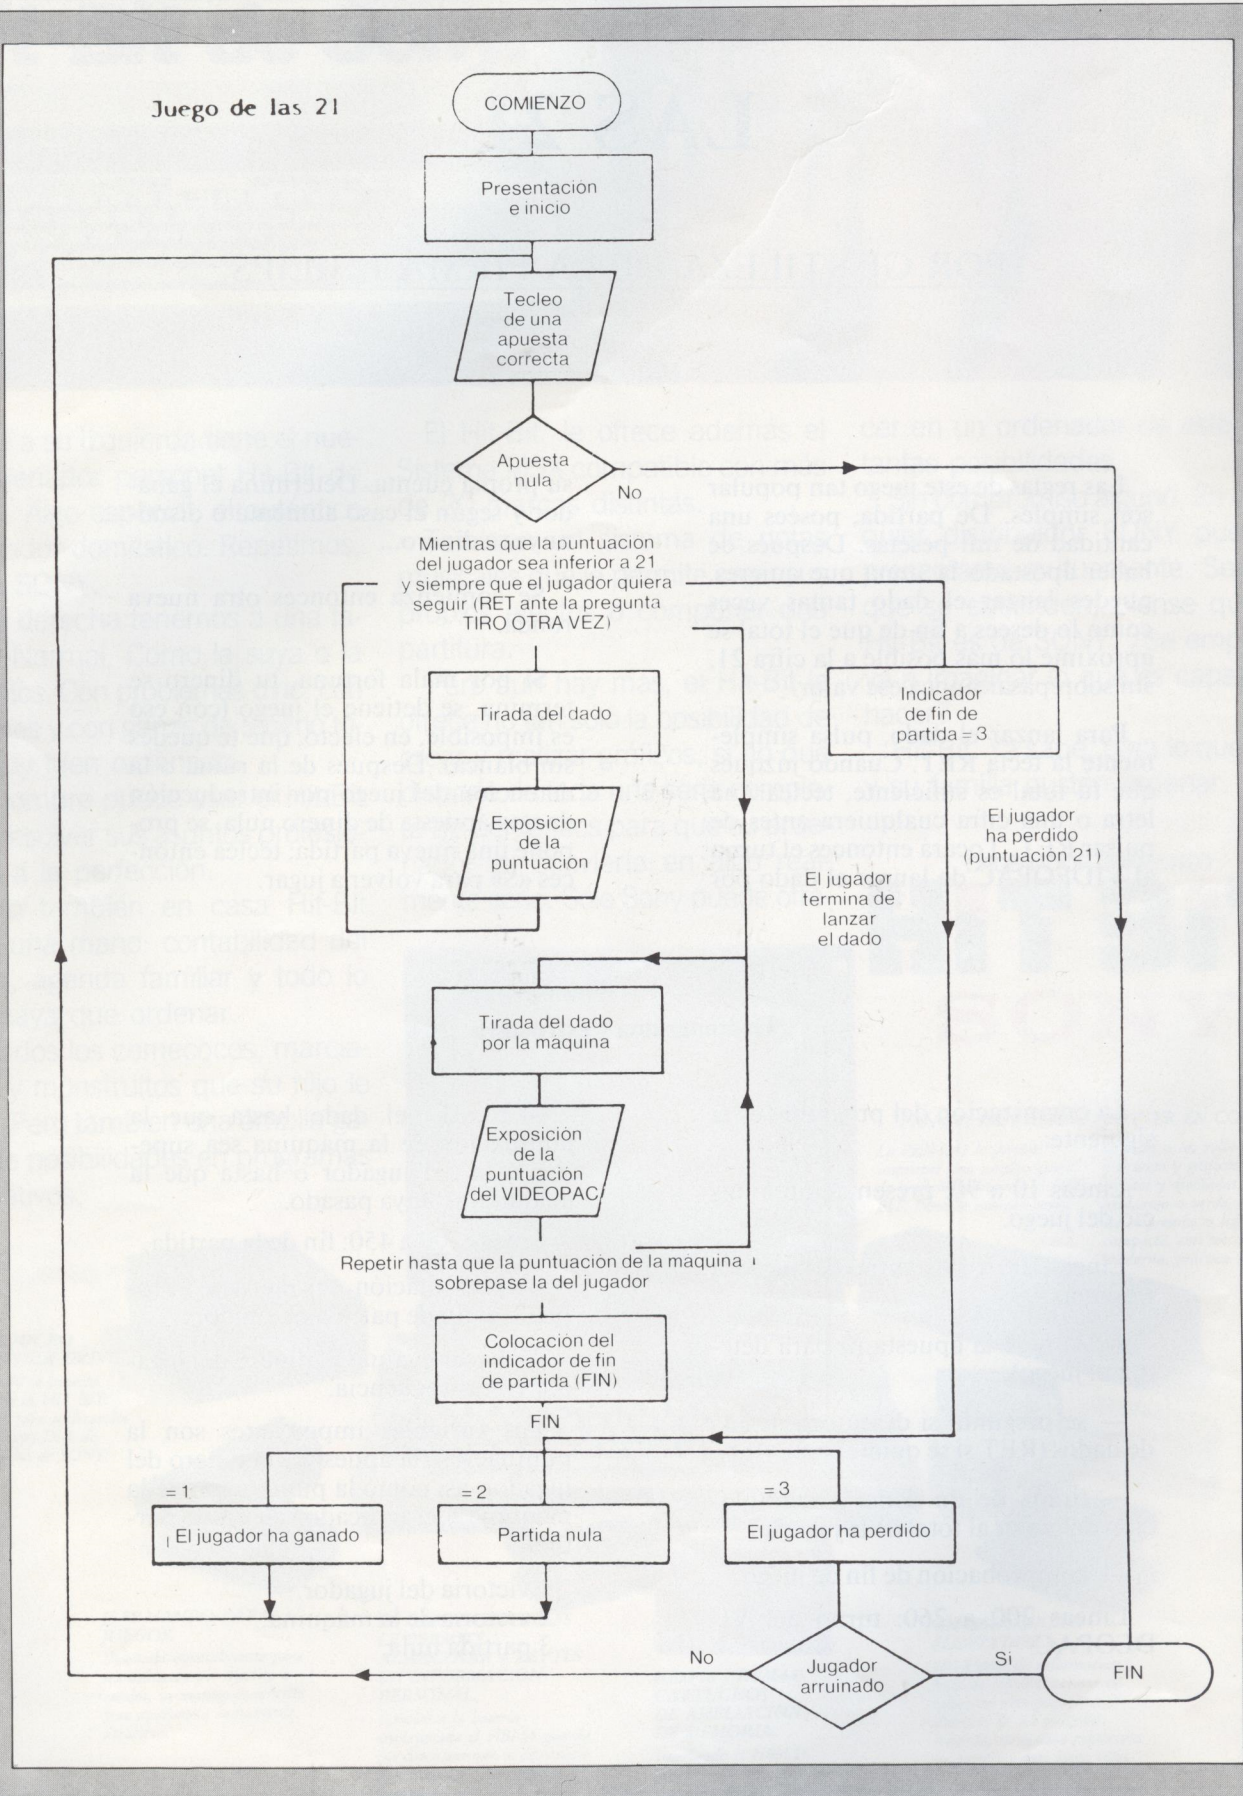 Juego de las 21
COMIENZO
Presentación
e inicio
Tecleo
de una
apuesta
correcta
Apuesta
nula
No
Mientras que la puntuación
del jugador sea inferior a 21
y siempre que el jugador quiera
seguir (RET ante la pregunta
TIRO OTRA VEZ)
Tirada del dado
Exposición
de la
puntuación
Indicador
de fin de
partida = 3
El jugador
ha perdido
(puntuación 21)
El jugador
termina de
lanzar
el dado
Tirada del dado
por la máquina
Exposición
de la
puntuación
del VIDEOPAC
Repetir hasta que la puntuación de la máquina
sobrepase la del jugador
Colocación del
indicador de fin
de partida (FIN)
FIN
= 1
= 2
= 3
El jugador ha ganado
Partida nula
El jugador ha perdido
No
Jugador
arruinado
Si
FIN